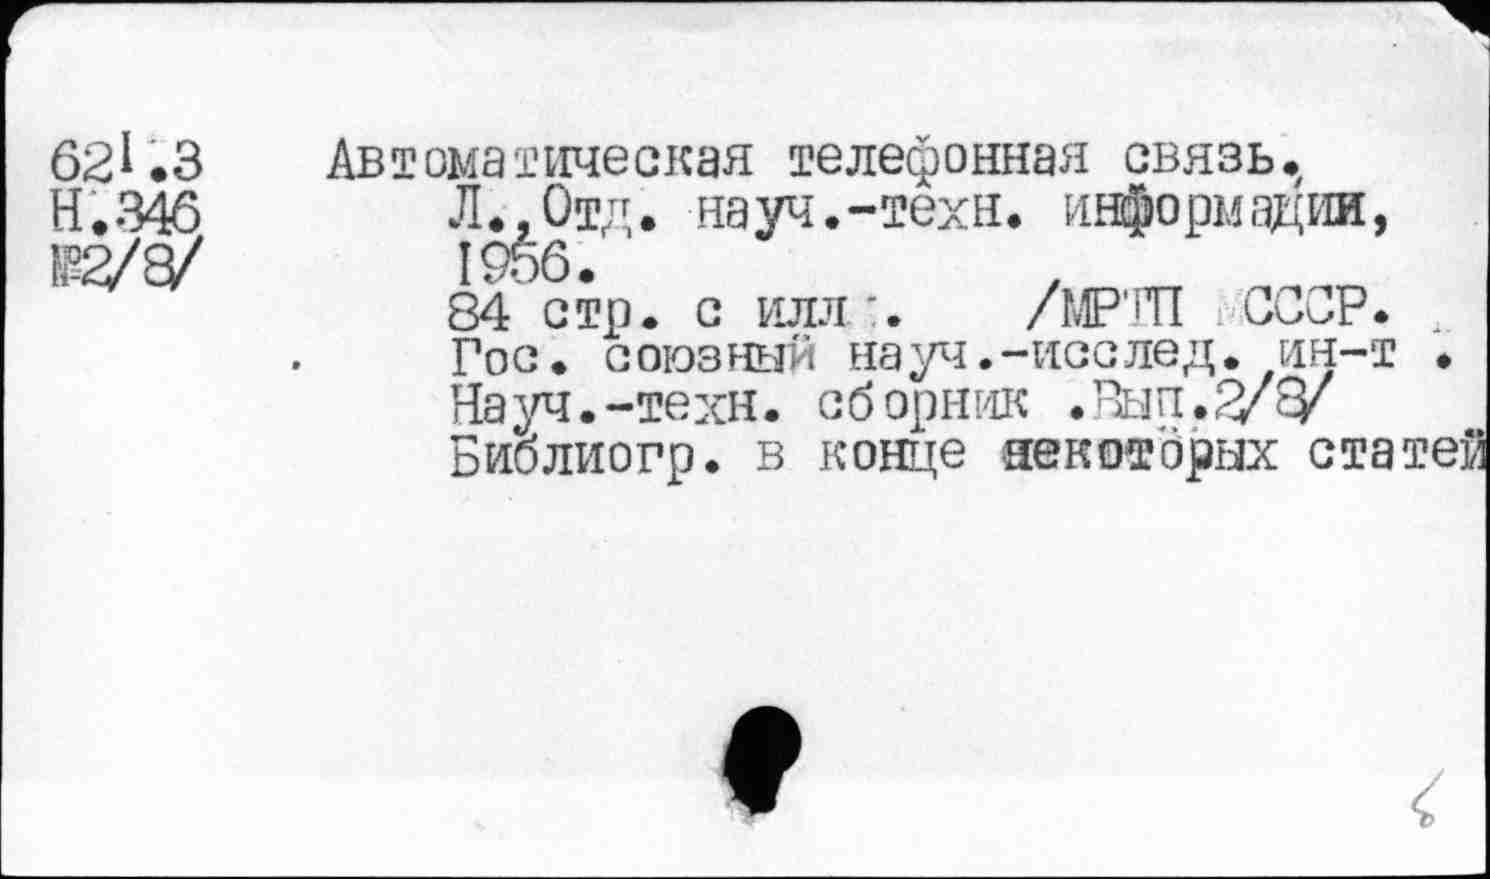 621.3 Автоматическая телефонная связь.
Н.346 Л.,Отд. науч.-техн. информации,
№2/8/ 1956.
84 стр. с илл. /МРТП СССР.
Гос. союзный науч.-исслед. ин-т .
Науч.-техн. сборник .Вып.2/8/
Библиогр. в конце некоторых статей